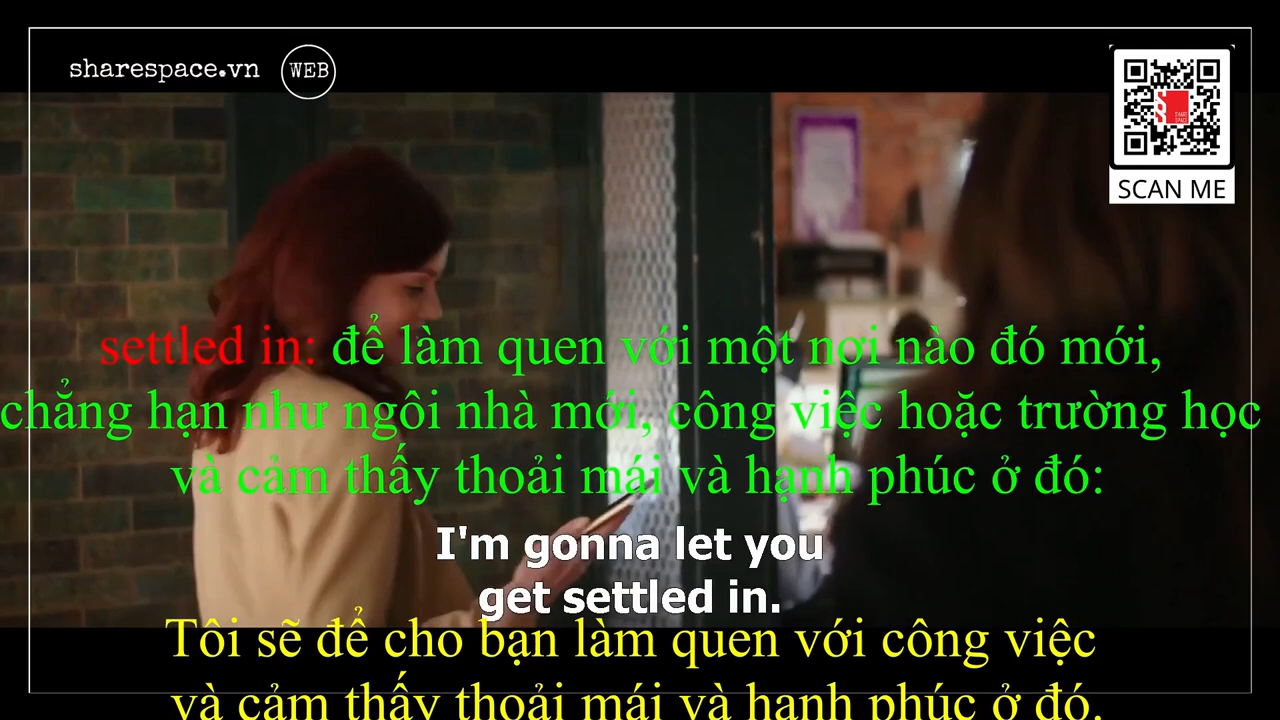 sharespace.vn WEB
SCAN ME
settled in: để làm quen với một nơi nào đó mới,
chẳng hạn như ngôi nhà mới, công việc hoặc trường học
và cảm thấy thoải mái và hạnh phúc ở đó:
I'm gonna let you
get settled in.
Tôi sẽ để cho bạn làm quen với công việc
và cảm thấy thoải mái và hạnh phúc ở đó.